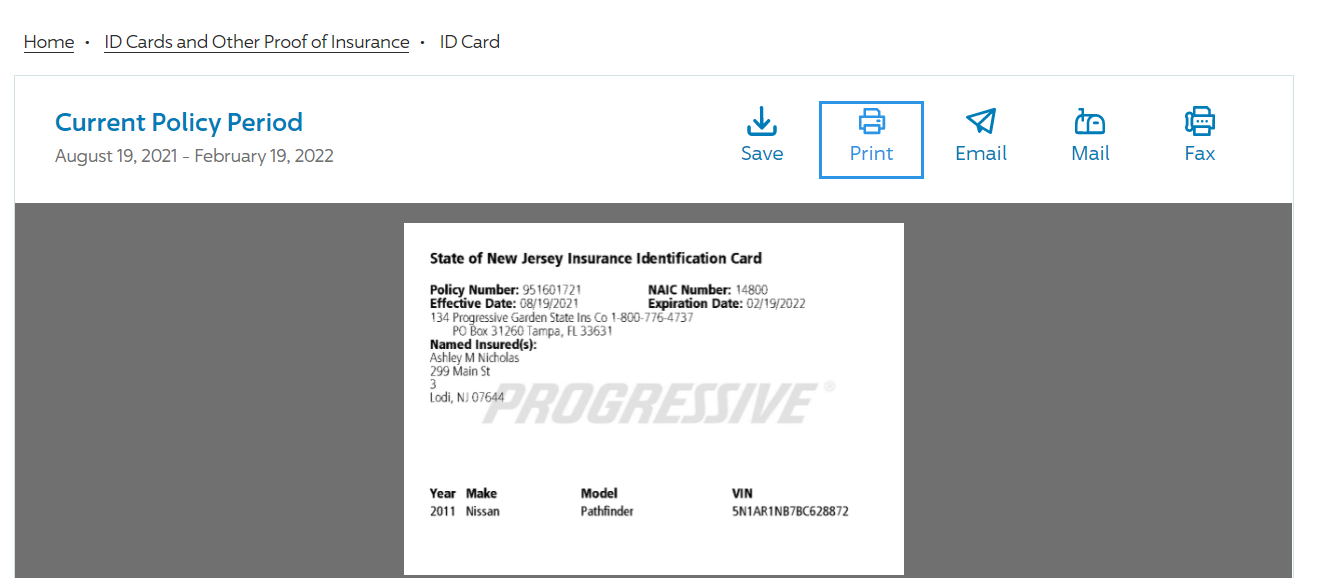 Home • ID Cards and Other Proof of Insurance • ID Card
Current Policy Period
August 19, 2021 - February 19, 2022
Save Print Email Mail Fax
State of New Jersey Insurance Identification Card
Policy Number: 951601721 NAIC Number: 14800
Effective Date: 08/19/2021 Expiration Date: 02/19/2022
134 Progressive Garden State Ins Co 1-800-776-4737
PO Box 31260 Tampa, FL 33631
Named Insured(s):
Ashley M Nicholas
299 Main St
3
Lodi, NJ 07644
PROGRESSIVE®
Year Make Model VIN
2011 Nissan Pathfinder 5N1AR1NB7BC628872